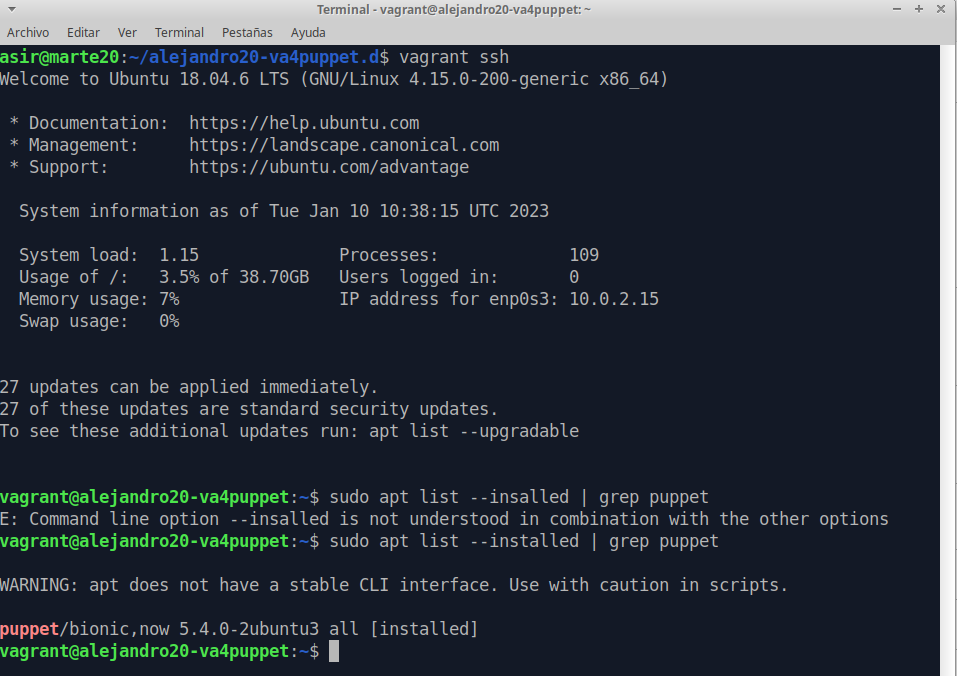 Terminal - vagrant@alejandro20-va4puppet: ~
Archivo Editar Ver Terminal Pestañas Ayuda
asir@marte20:~/alejandro20-va4puppet.d$ vagrant ssh
Welcome to Ubuntu 18.04.6 LTS (GNU/Linux 4.15.0-200-generic x86_64)
* Documentation:  https://help.ubuntu.com
* Management:     https://landscape.canonical.com
* Support:        https://ubuntu.com/advantage
System information as of Tue Jan 10 10:38:15 UTC 2023
System load:  1.15              Processes:             109
Usage of /:   3.5% of 38.70GB   Users logged in:       0
Memory usage: 7%                IP address for enp0s3: 10.0.2.15
Swap usage:   0%
27 updates can be applied immediately.
27 of these updates are standard security updates.
To see these additional updates run: apt list --upgradable
vagrant@alejandro20-va4puppet:~$ sudo apt list --insalled | grep puppet
E: Command line option --insalled is not understood in combination with the other options
vagrant@alejandro20-va4puppet:~$ sudo apt list --installed | grep puppet
WARNING: apt does not have a stable CLI interface. Use with caution in scripts.
puppet/bionic,now 5.4.0-2ubuntu3 all [installed]
vagrant@alejandro20-va4puppet:~$